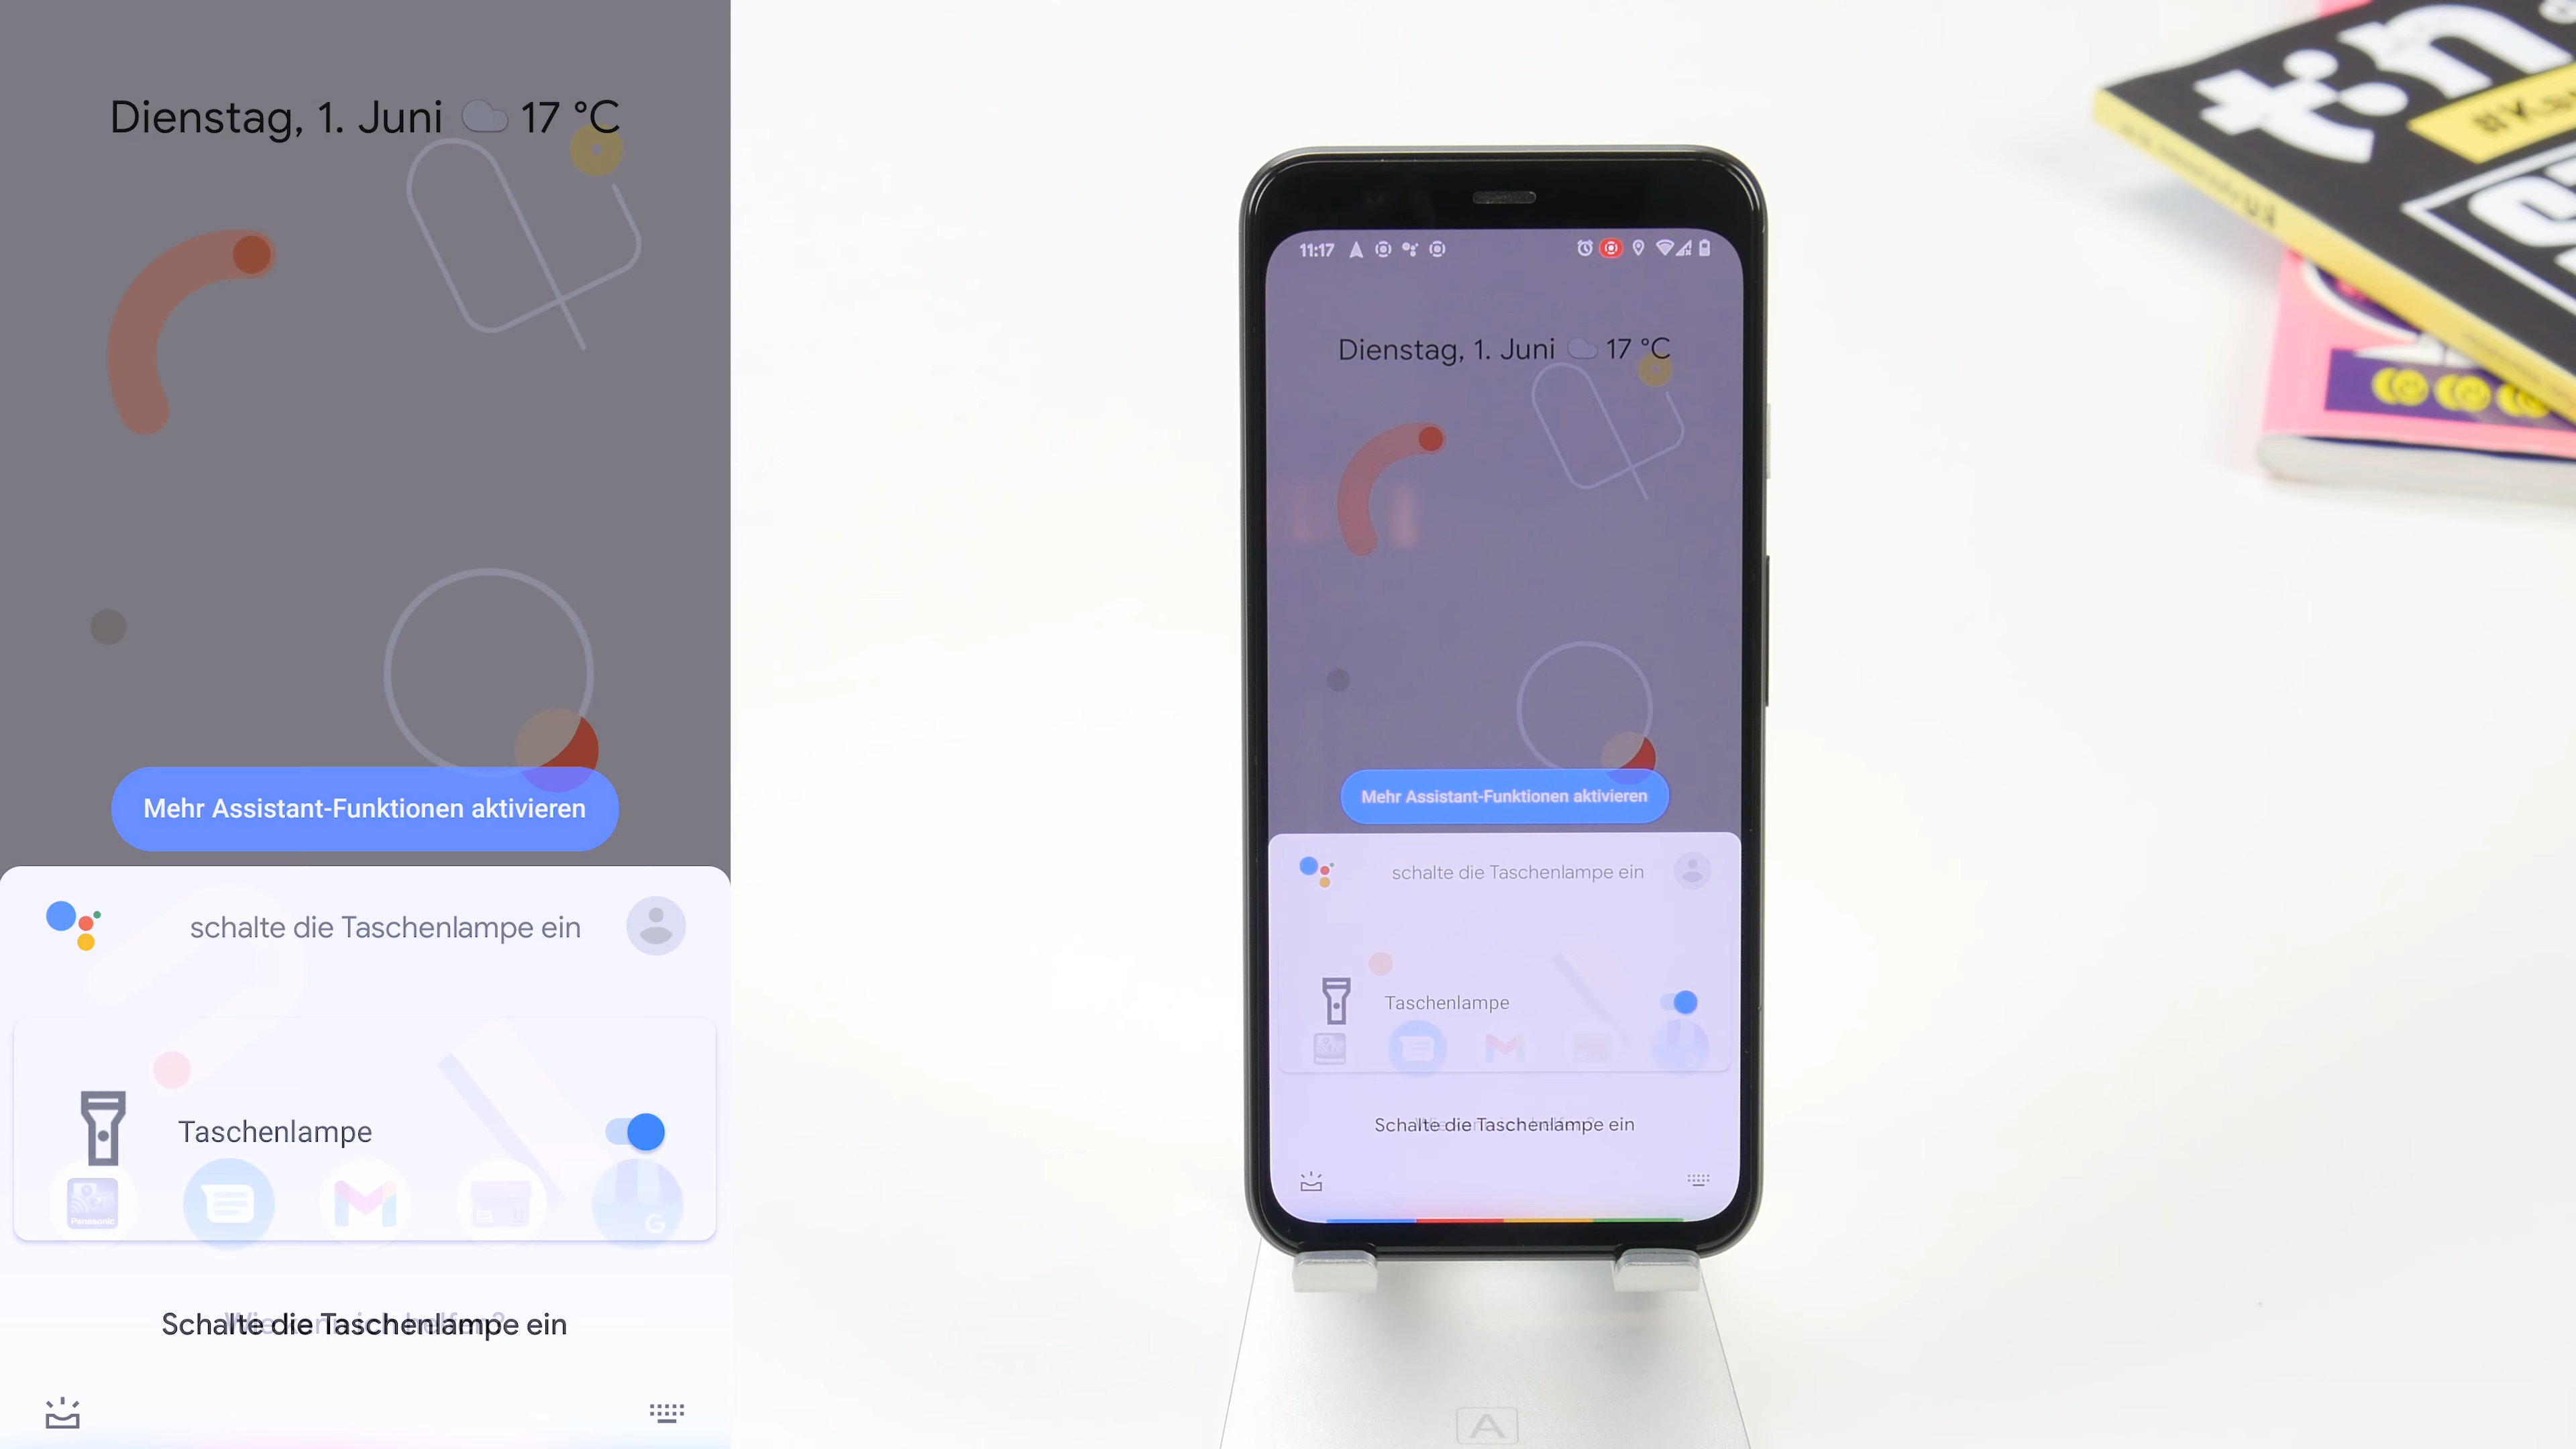 Dienstag, 1. Juni 17 °C
Mehr Assistant-Funktionen aktivieren
schalte die Taschenlampe ein
Taschenlampe
Panasonic
G
Schalte die Taschenlampe ein
11:17
Dienstag, 1. Juni 17 °C
Mehr Assistant-Funktionen aktivieren
schalte die Taschenlampe ein
Taschenlampe
Schalte die Taschenlampe ein
A